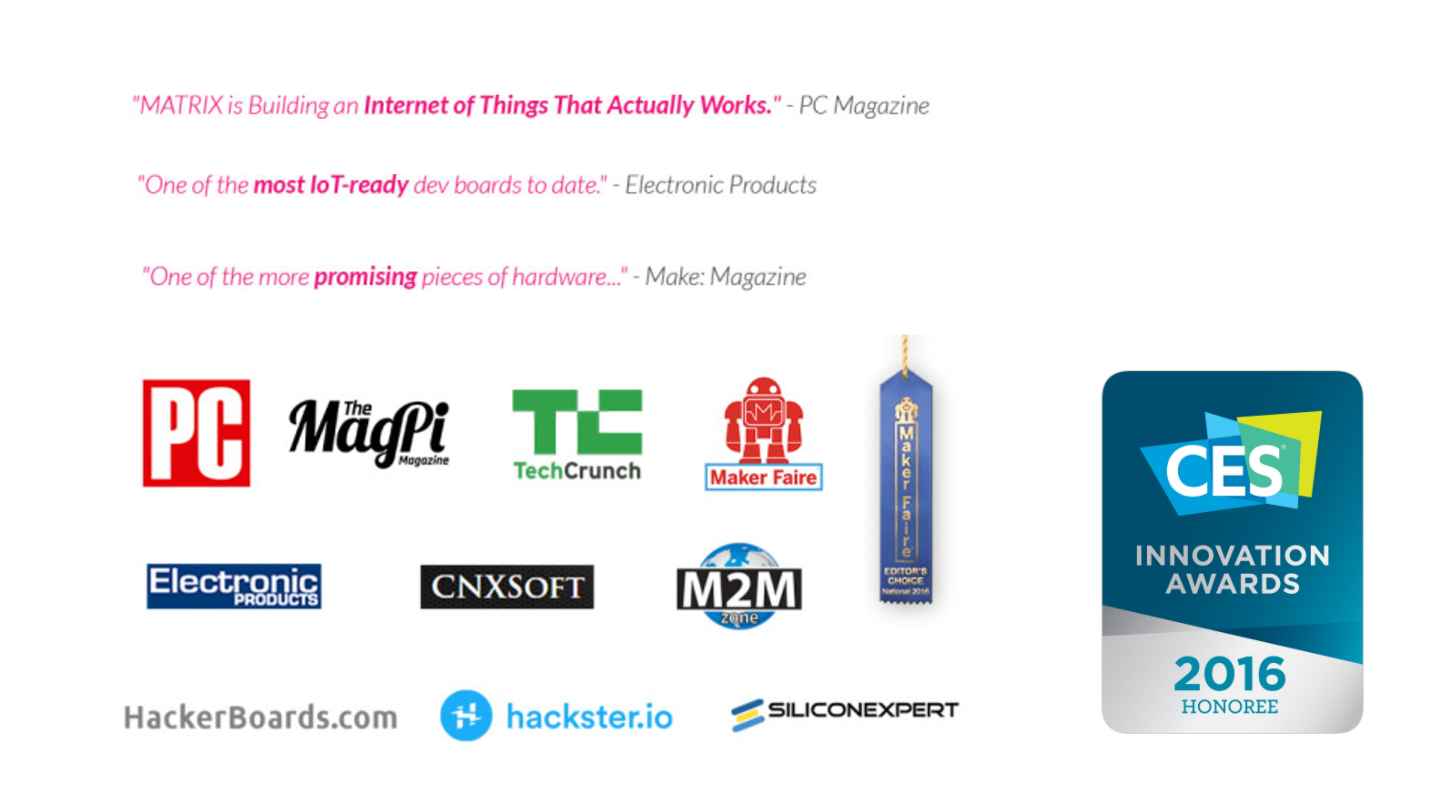 "MATRIX is Building an Internet of Things That Actually Works." - PC Magazine
"One of the most IoT-ready dev boards to date." - Electronic Products
"One of the more promising pieces of hardware..." - Make: Magazine
PC
The
MagPi
Magazine
TC
TechCrunch
M
Maker Faire
Maker Faire
EDITOR'S
CHOICE
National 2016
CES
INNOVATION
AWARDS
2016
HONOREE
Electronic
PRODUCTS
CNXSOFT
M2M
zone
HackerBoards.com
hackster.io
SILICONEXPERT